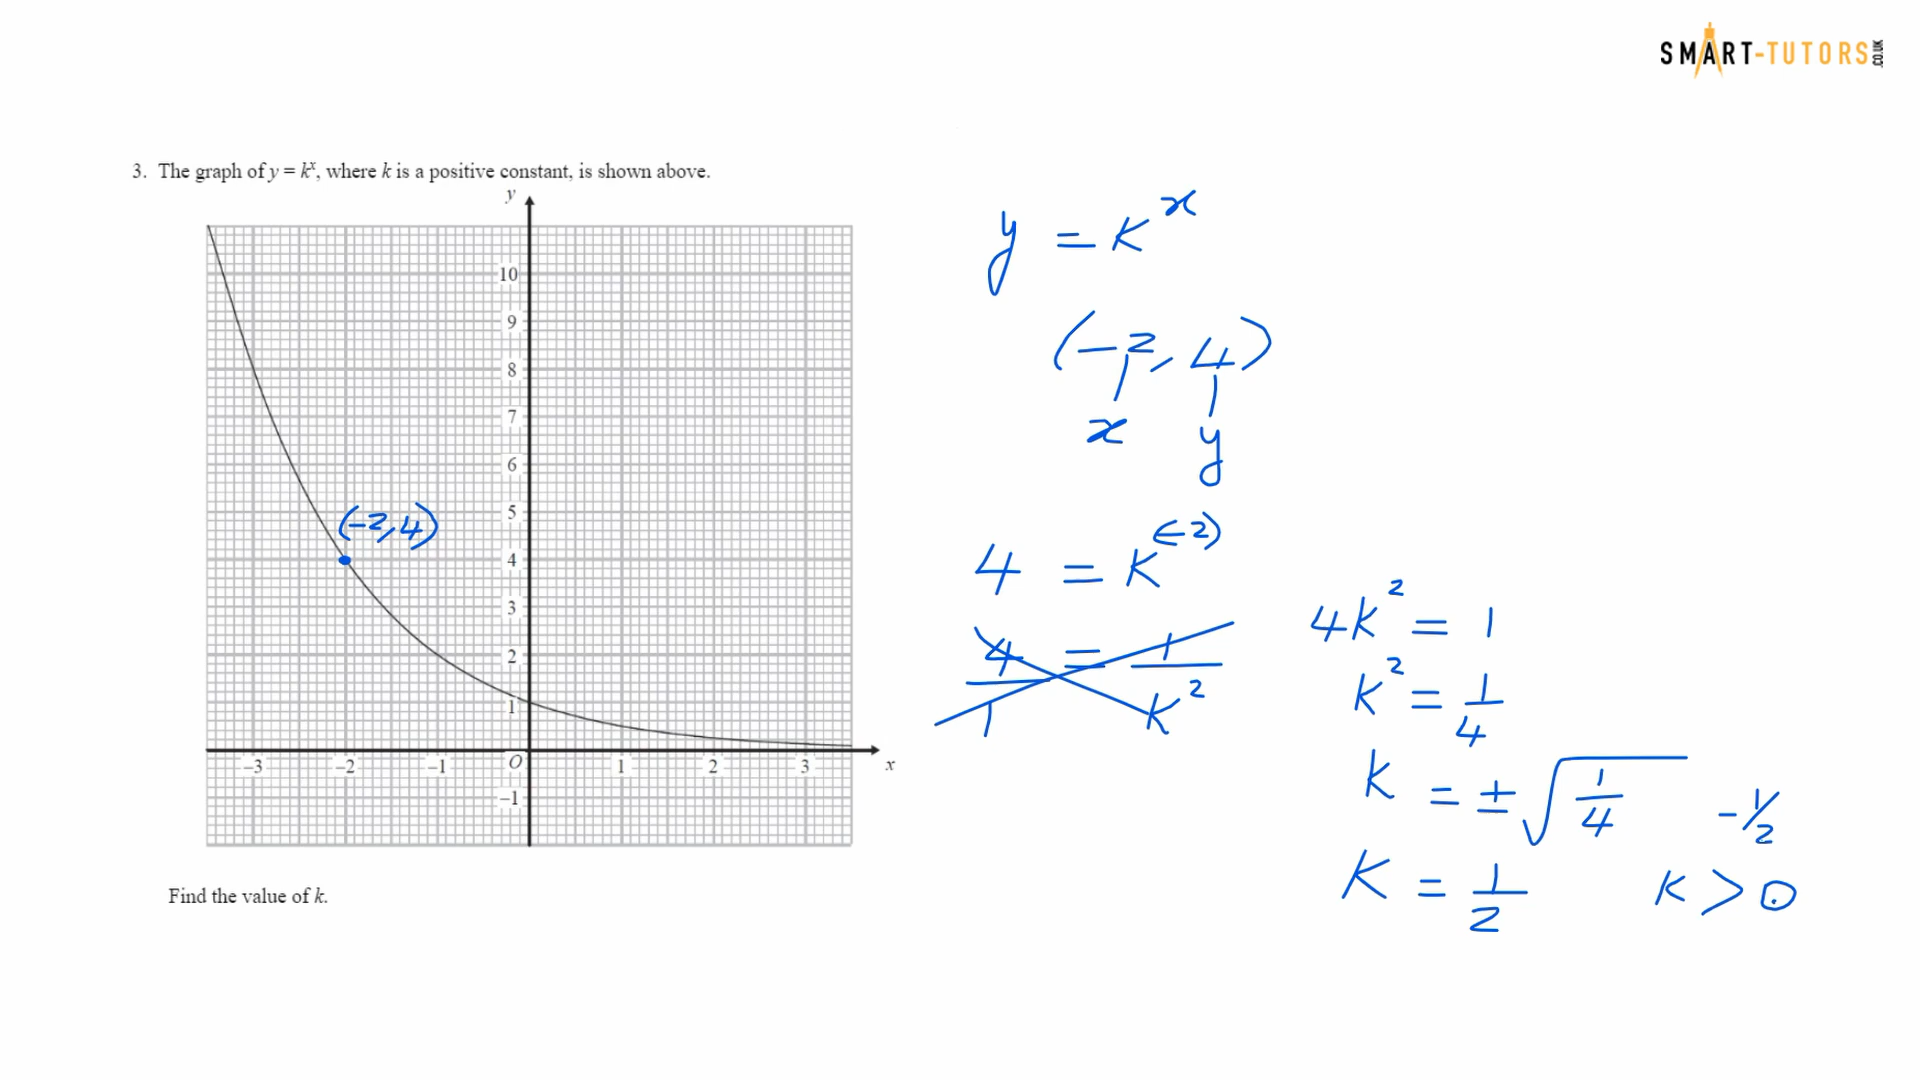 SMART-TUTORS.CO.UK
3. The graph of y = kˣ, where k is a positive constant, is shown above.
y
10
9
8
7
6
5
4
3
2
1
-1
-3 -2 -1 O 1 2 3 x
(-2,4)
Find the value of k.
y = kˣ
(-2, 4)
x y
4 = k⁽⁻²⁾
4/1 = 1/k²
4k² = 1
k² = 1/4
k = ±√(1/4) -1/2
k = 1/2 k > 0